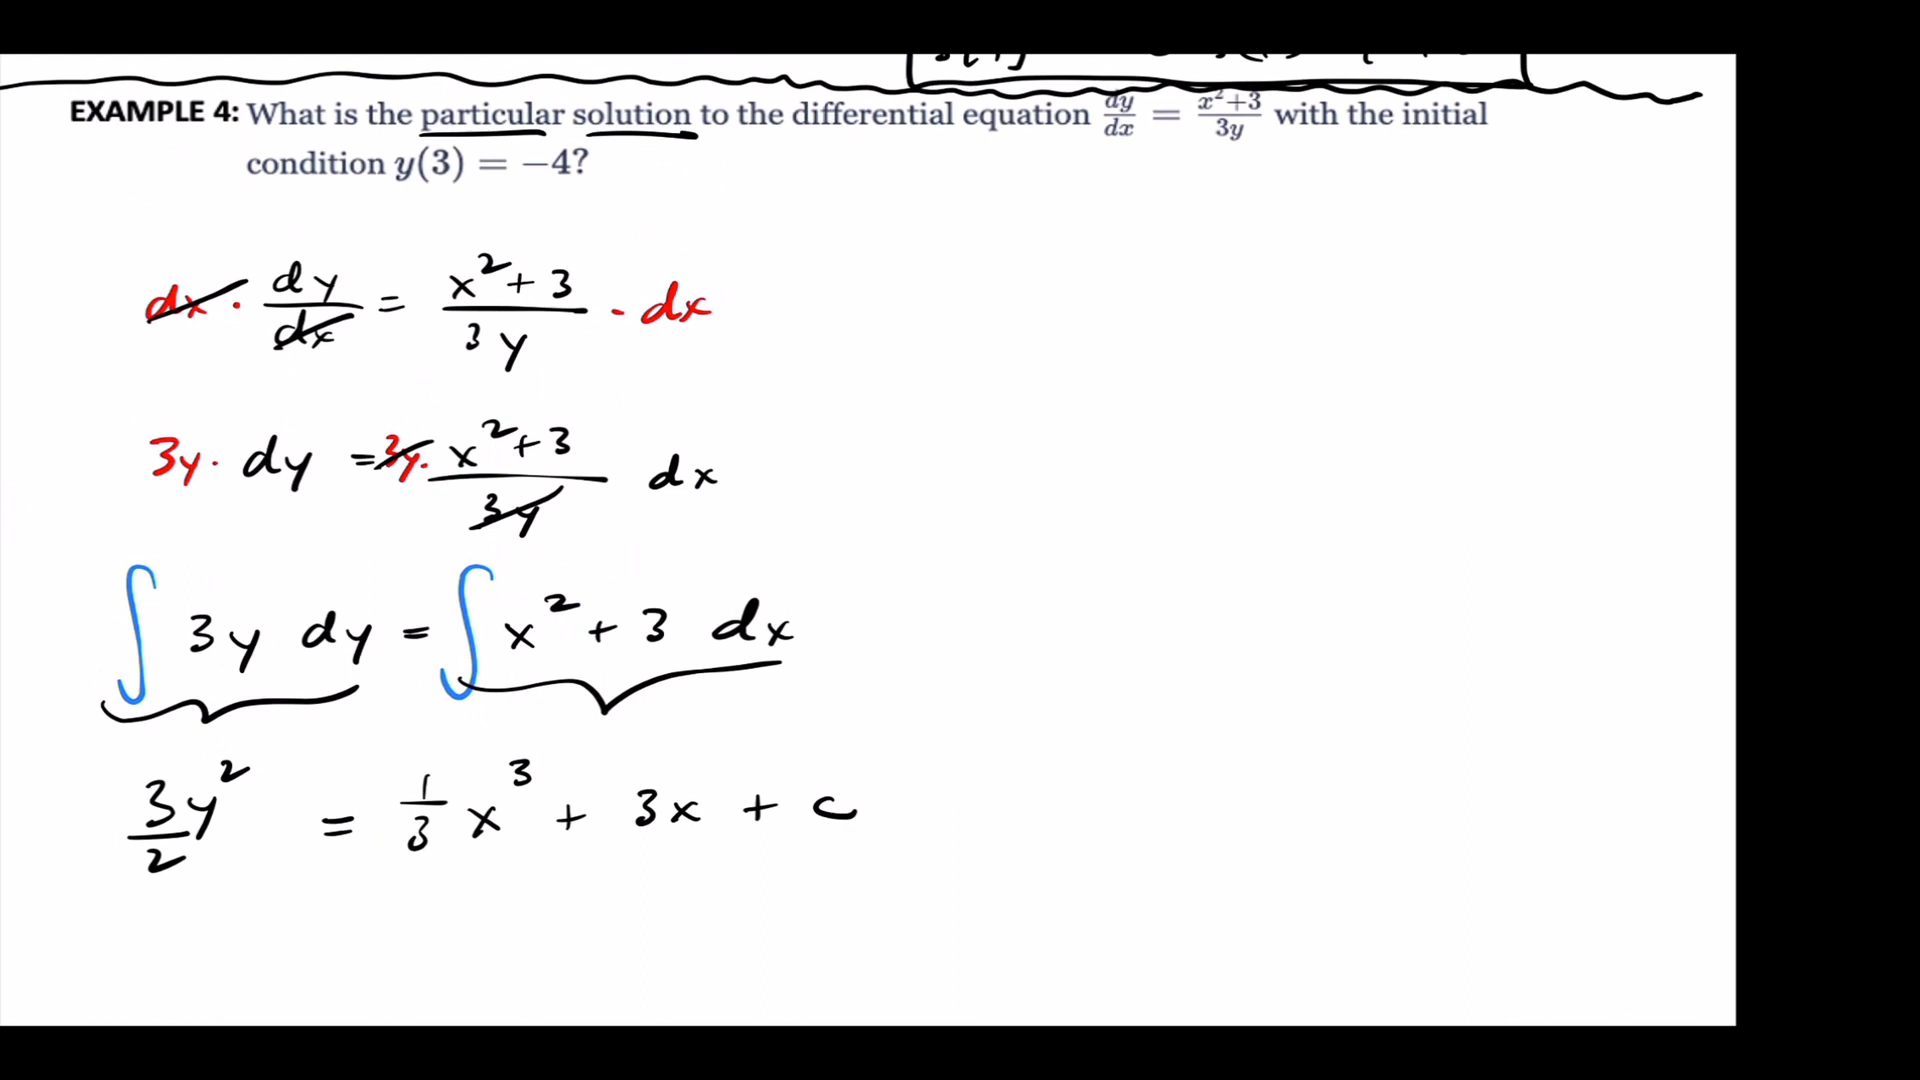 EXAMPLE 4: What is the particular solution to the differential equation dy/dx = x²+3/3y with the initial
condition y(3) = −4?
dx · dy/dx = x²+3/3y · dx
3y · dy = 3y · x²+3/3y dx
∫ 3y dy = ∫ x² + 3 dx
3y²/2 = 1/3 x³ + 3x + c